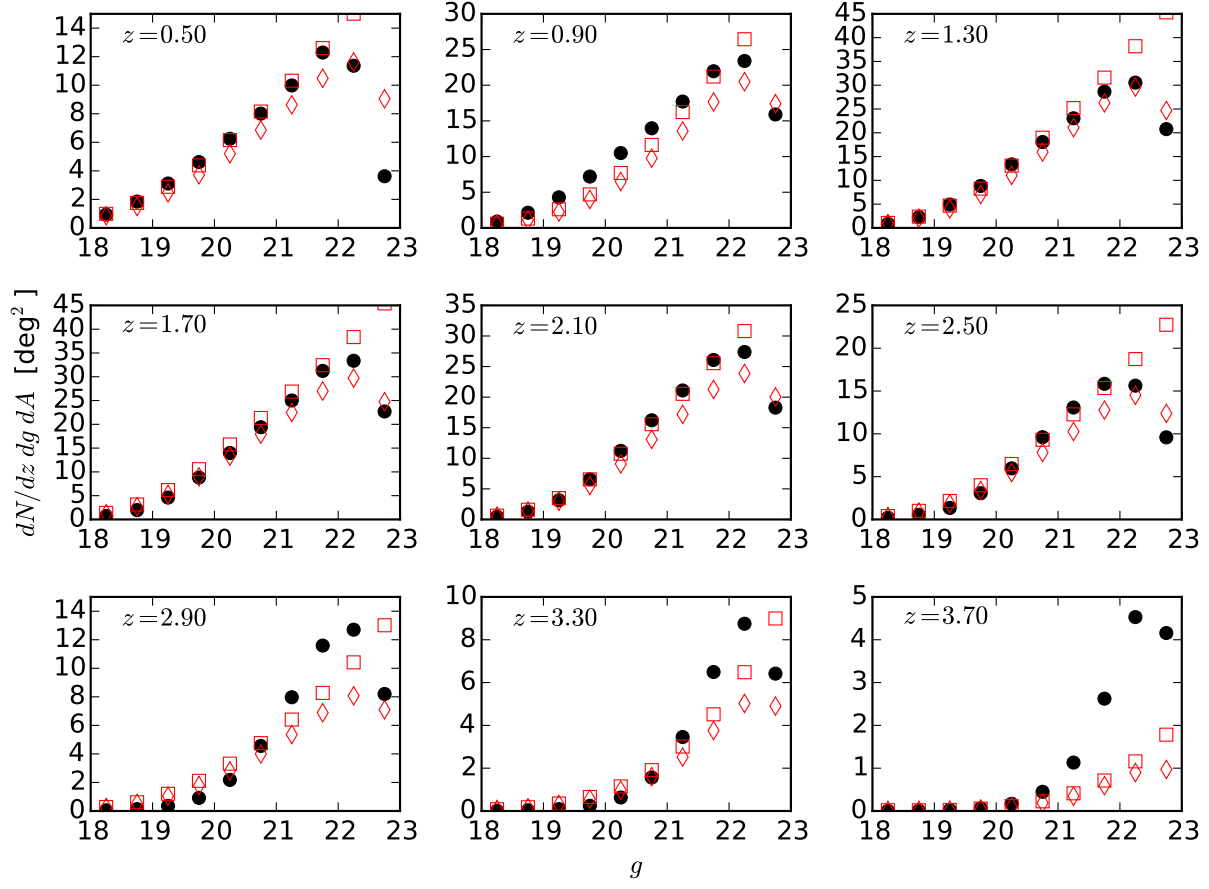 z=0.50
0 2 4 6 8 10 12 14
18 19 20 21 22 23
z=0.90
0 5 10 15 20 25 30
18 19 20 21 22 23
z=1.30
0 5 10 15 20 25 30 35 40 45
18 19 20 21 22 23
dN/dz dg dA [deg²]
z=1.70
0 5 10 15 20 25 30 35 40 45
18 19 20 21 22 23
z=2.10
0 5 10 15 20 25 30 35
18 19 20 21 22 23
z=2.50
0 5 10 15 20 25
18 19 20 21 22 23
z=2.90
0 2 4 6 8 10 12 14
18 19 20 21 22 23
z=3.30
0 2 4 6 8 10
18 19 20 21 22 23
z=3.70
0 1 2 3 4 5
18 19 20 21 22 23
g